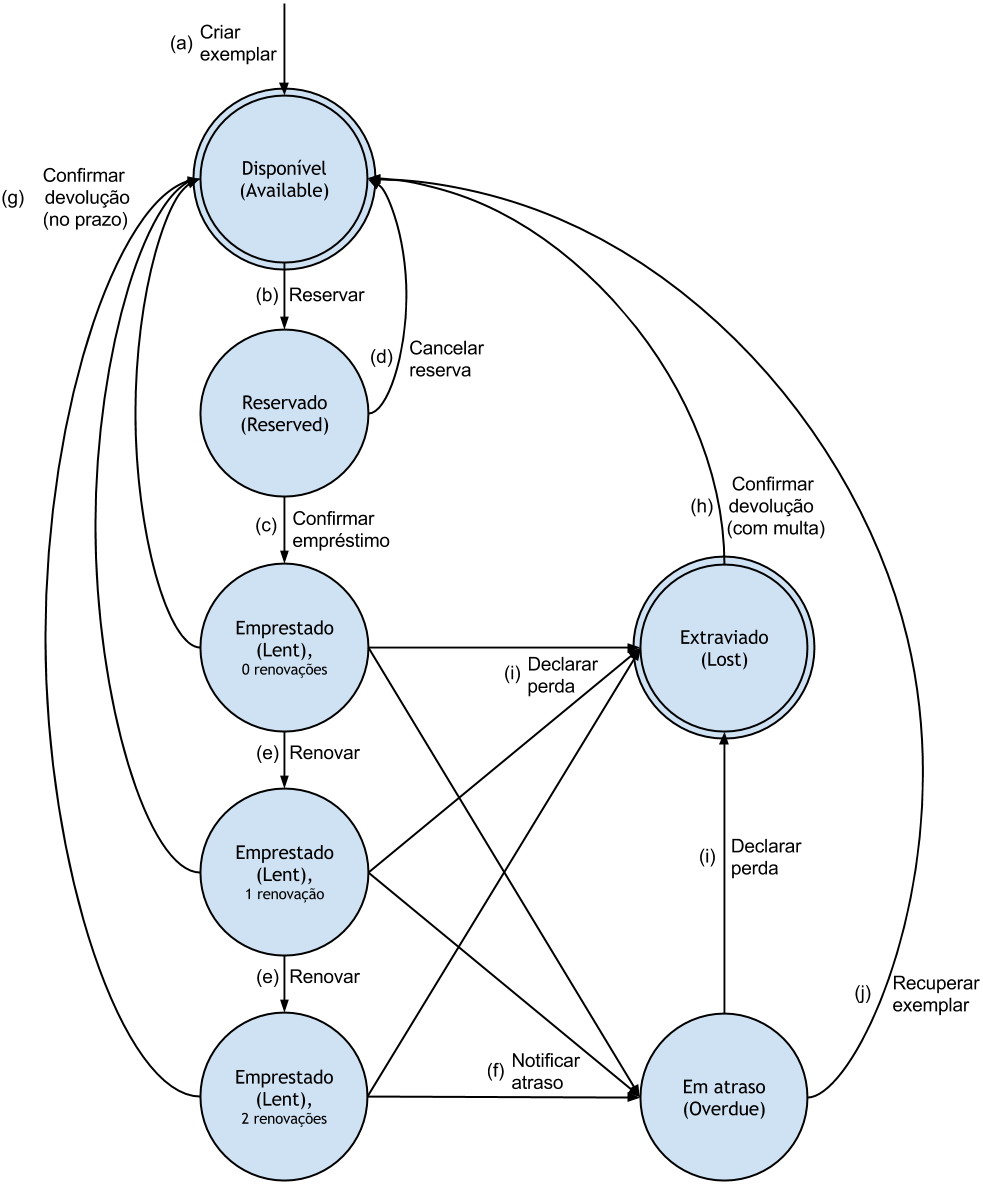 (a) Criar
exemplar
Disponível
(Available)
(g) Confirmar
devolução
(no prazo)
(b) Reservar
(d) Cancelar
reserva
Reservado
(Reserved)
(c) Confirmar
empréstimo
(h) Confirmar
devolução
(com multa)
Emprestado
(Lent),
0 renovações
Extraviado
(Lost)
(i) Declarar
perda
(e) Renovar
Emprestado
(Lent),
1 renovação
(i) Declarar
perda
(e) Renovar
(j) Recuperar
exemplar
(f) Notificar
atraso
Emprestado
(Lent),
2 renovações
Em atraso
(Overdue)